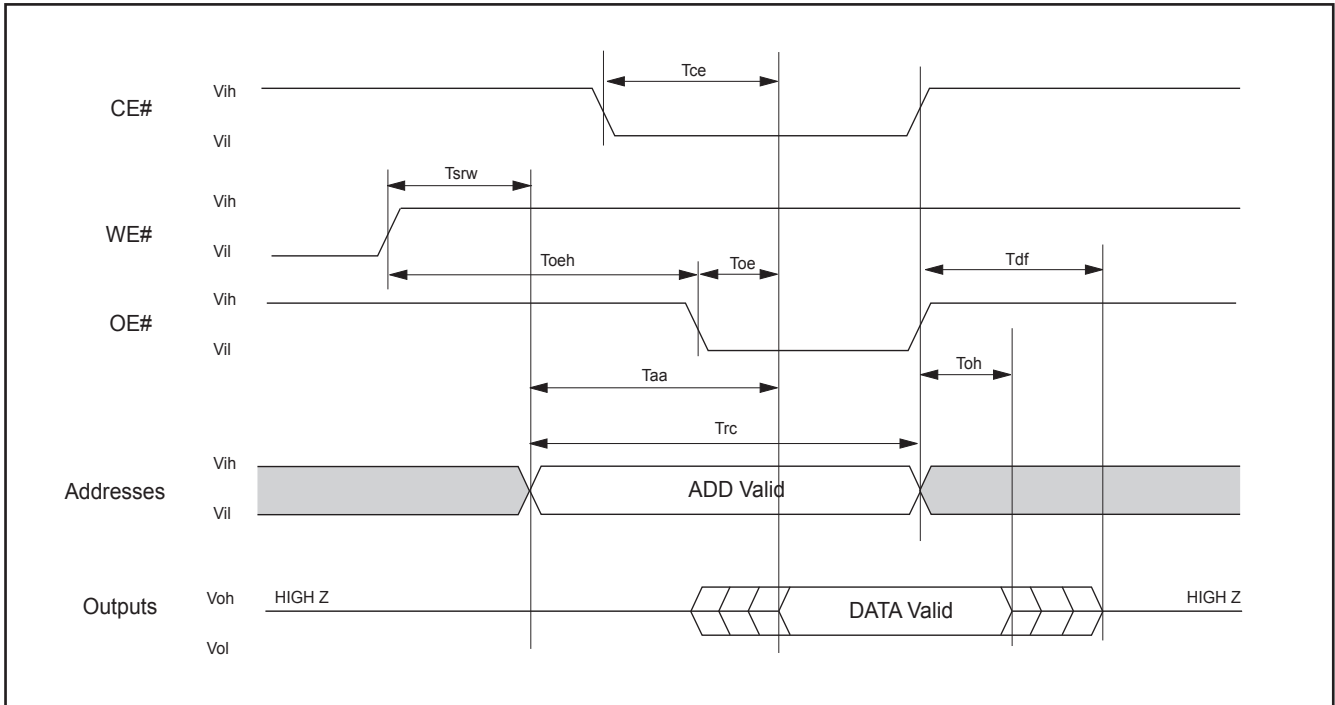 Tce
Vih
CE#
Vil
Tsrw
Vih
WE#
Vil
Toeh
Toe
Tdf
Vih
OE#
Vil
Taa
Toh
Trc
Vih
Addresses
ADD Valid
Vil
Voh
HIGH Z
HIGH Z
Outputs
DATA Valid
Vol